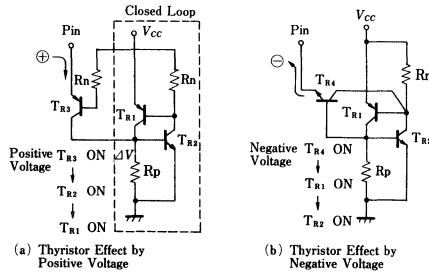 Closed Loop
Pin
Vcc
⊕
Rn
Rn
TR3
TR1
TR2
Positive Voltage
TR3 ON ΔV
Rp
TR2 ON
TR1 ON
(a) Thyristor Effect by
Positive Voltage
Vcc
Pin
⊖
TR4
Rn
TR1
TR2
Negative Voltage
TR4 ON
Rp
TR1 ON
TR2 ON
(b) Thyristor Effect by
Negative Voltage